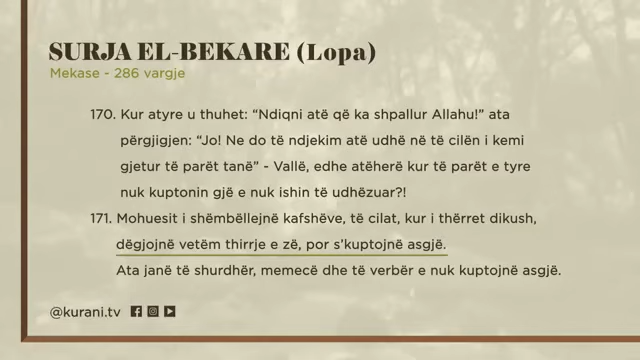 SURJA EL-BEKARE (Lopa)
Mekase - 286 vargje
170. Kur atyre u thuhet: “Ndiqni atë që ka shpallur Allahu!” ata
përgjigjen: “Jo! Ne do të ndjekim atë udhë në të cilën i kemi
gjetur të parët tanë” - Vallë, edhe atëherë kur të parët e tyre
nuk kuptonin gjë e nuk ishin të udhëzuar?!
171. Mohuesit i shëmbëllejnë kafshëve, të cilat, kur i thërret dikush,
dëgjojnë vetëm thirrje e zë, por s’kuptojnë asgjë.
Ata janë të shurdhër, memecë dhe të verbër e nuk kuptojnë asgjë.
@kurani.tv